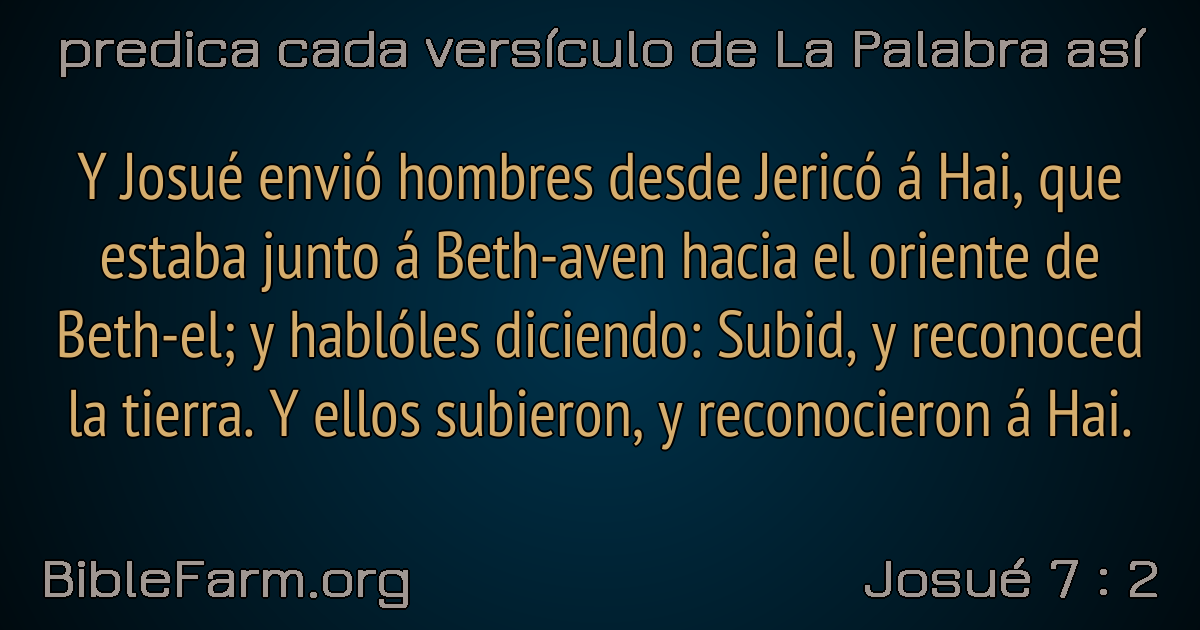 predica cada versículo de La Palabra así
Y Josué envió hombres desde Jericó á Hai, que
estaba junto á Beth-aven hacia el oriente de
Beth-el; y hablóles diciendo: Subid, y reconoced
la tierra. Y ellos subieron, y reconocieron á Hai.
BibleFarm.org
Josué 7 : 2